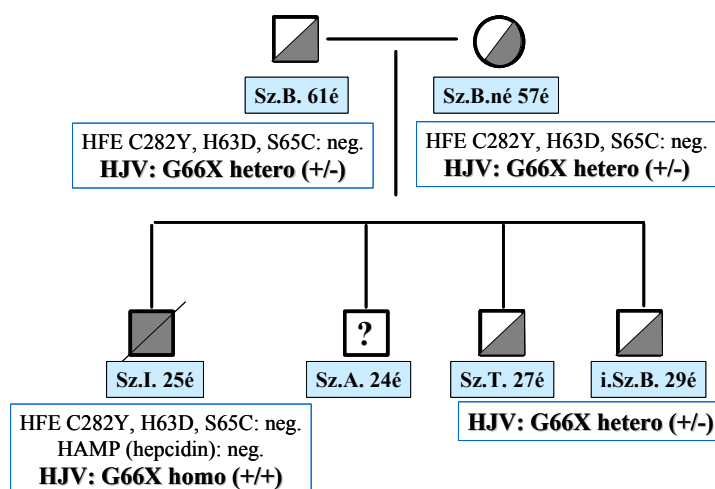 Sz.B. 61é
Sz.B.né 57é
HFE C282Y, H63D, S65C: neg.
HJV: G66X hetero (+/-)
HFE C282Y, H63D, S65C: neg.
HJV: G66X hetero (+/-)
?
Sz.I. 25é
Sz.A. 24é
Sz.T. 27é
i.Sz.B. 29é
HFE C282Y, H63D, S65C: neg.
HAMP (hepcidin): neg.
HJV: G66X homo (+/+)
HJV: G66X hetero (+/-)